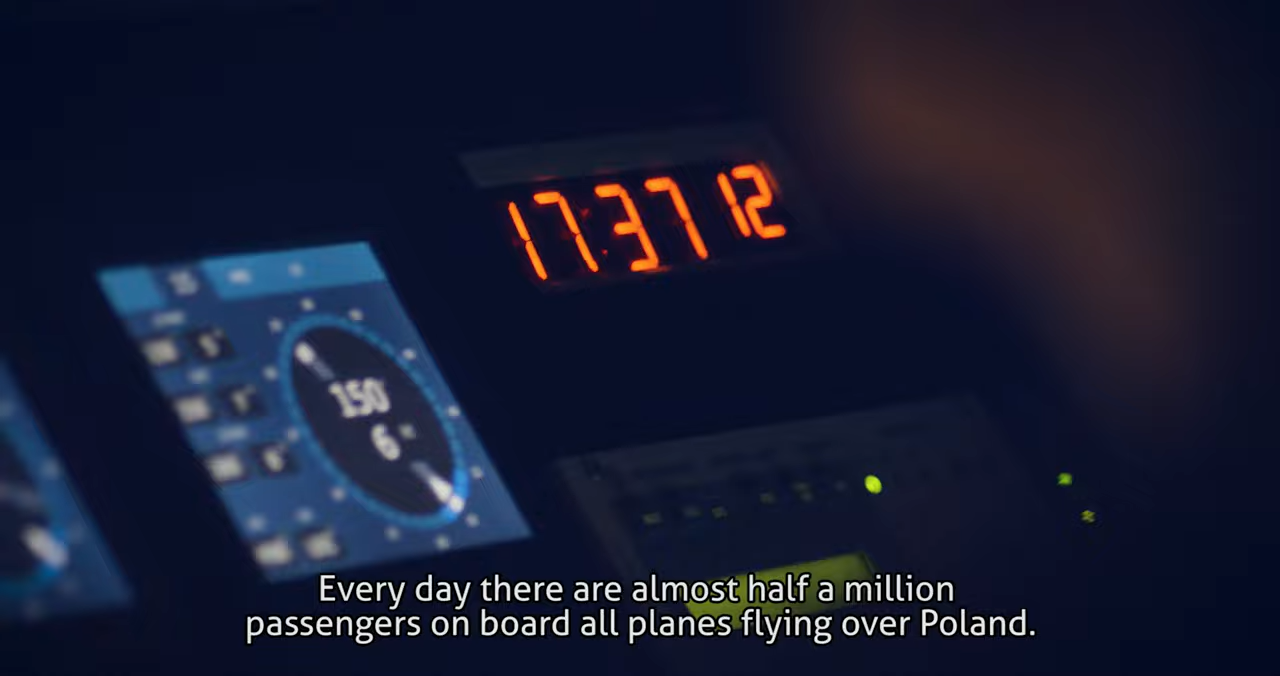 17 37 12
150
6
Every day there are almost half a million
passengers on board all planes flying over Poland.